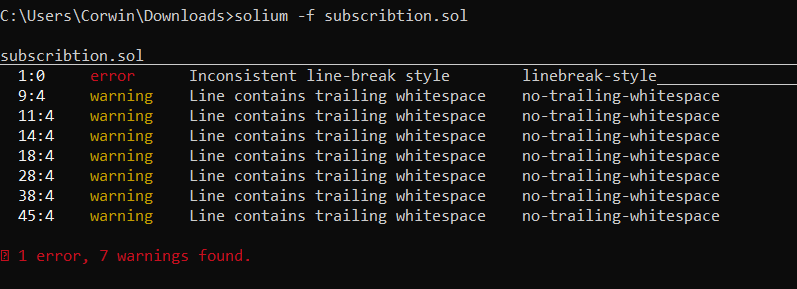 C:\Users\Corwin\Downloads>solium -f subscribtion.sol
subscribtion.sol
1:0 error Inconsistent line-break style linebreak-style
9:4 warning Line contains trailing whitespace no-trailing-whitespace
11:4 warning Line contains trailing whitespace no-trailing-whitespace
14:4 warning Line contains trailing whitespace no-trailing-whitespace
18:4 warning Line contains trailing whitespace no-trailing-whitespace
28:4 warning Line contains trailing whitespace no-trailing-whitespace
38:4 warning Line contains trailing whitespace no-trailing-whitespace
45:4 warning Line contains trailing whitespace no-trailing-whitespace
1 error, 7 warnings found.